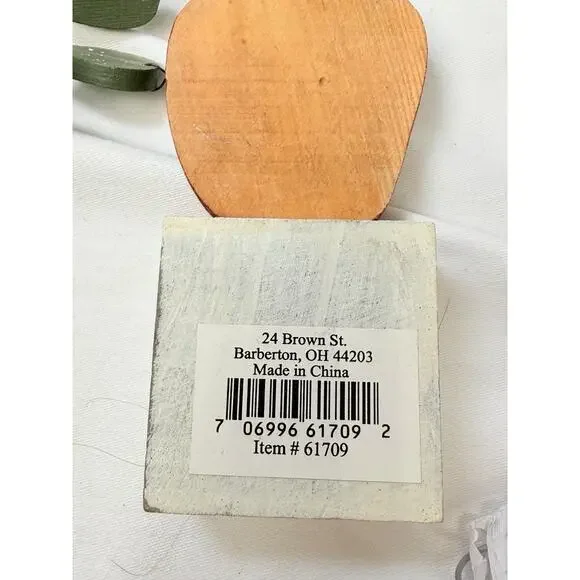 24 Brown St.
Barberton, OH 44203
Made in China
7 06996 61709 2
Item # 61709